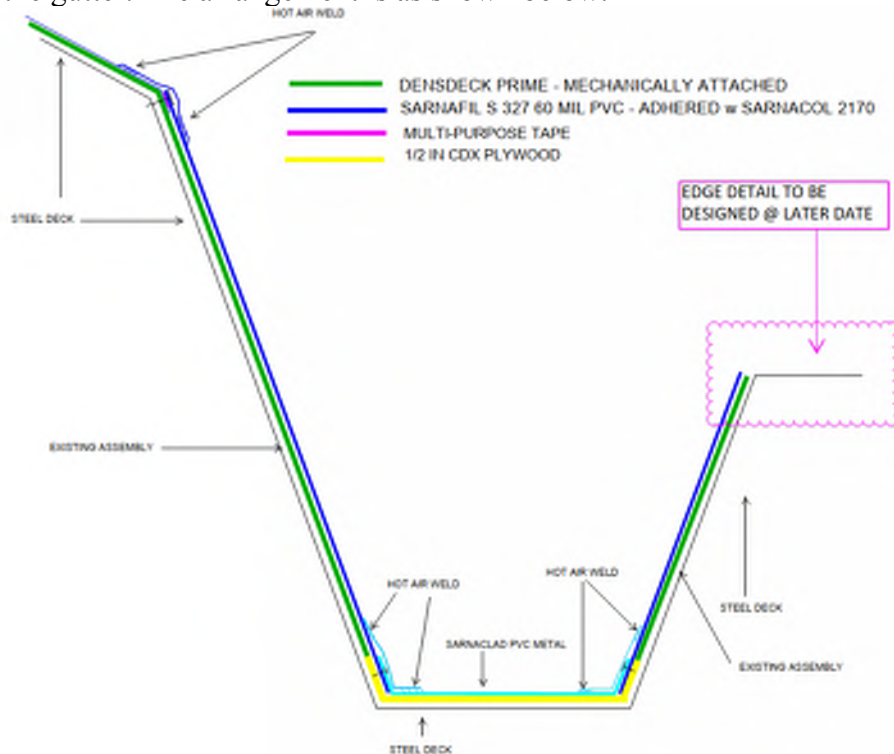 HOT AIR WELD
DENSDECK PRIME - MECHANICALLY ATTACHED
SARNAFIL S 327 60 MIL PVC - ADHERED w SARNACOL 2170
MULTI-PURPOSE TAPE
1/2 IN CDX PLYWOOD
EDGE DETAIL TO BE
DESIGNED @ LATER DATE
STEEL DECK
EXISTING ASSEMBLY
HOT AIR WELD
HOT AIR WELD
STEEL DECK
SARNACLAD PVC METAL
EXISTING ASSEMBLY
STEEL DECK